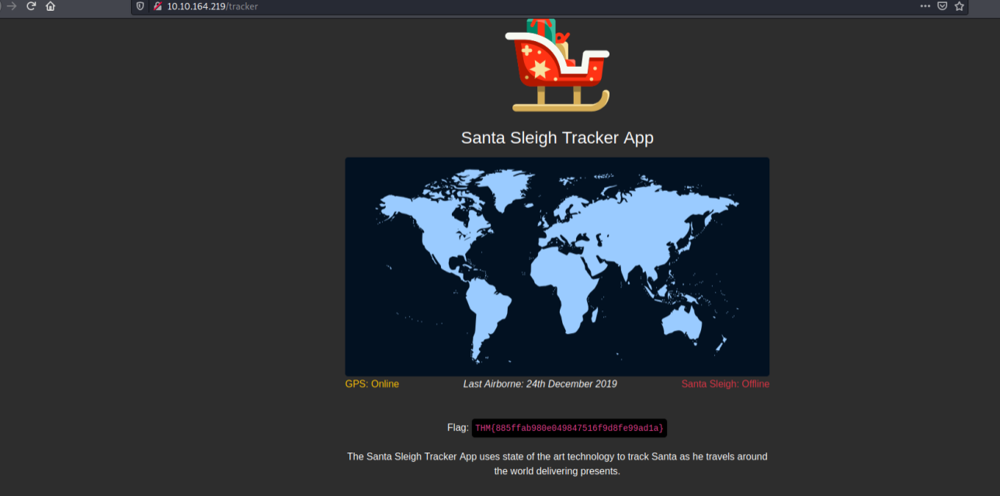 10.10.164.219/tracker
Santa Sleigh Tracker App
GPS: Online
Last Airborne: 24th December 2019
Santa Sleigh: Offline
Flag: THM{885ffab980e049847516f9d8fe99ad1a}
The Santa Sleigh Tracker App uses state of the art technology to track Santa as he travels around
the world delivering presents.